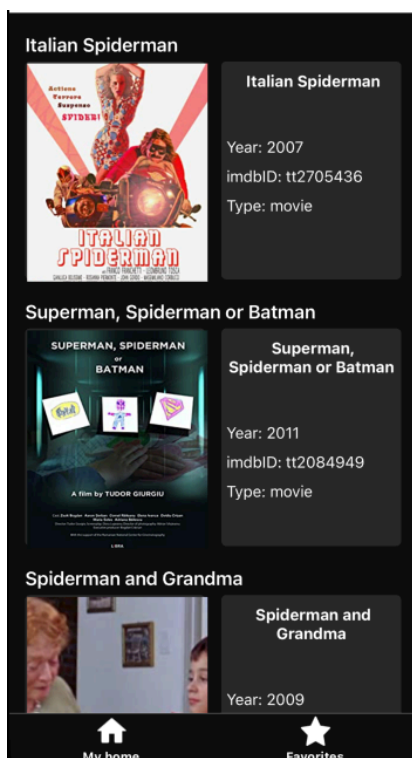 Italian Spiderman
Actions
Terrors
Suspense
SPIDER!
ITALIAN
SPIDERMAN
Italian Spiderman
Year: 2007
imdbID: tt2705436
Type: movie
Superman, Spiderman or Batman
SUPERMAN, SPIDERMAN
or
BATMAN
A film by TUDOR GIURGIU
Superman,
Spiderman or Batman
Year: 2011
imdbID: tt2084949
Type: movie
Spiderman and Grandma
Spiderman and
Grandma
Year: 2009
My home
Favorites